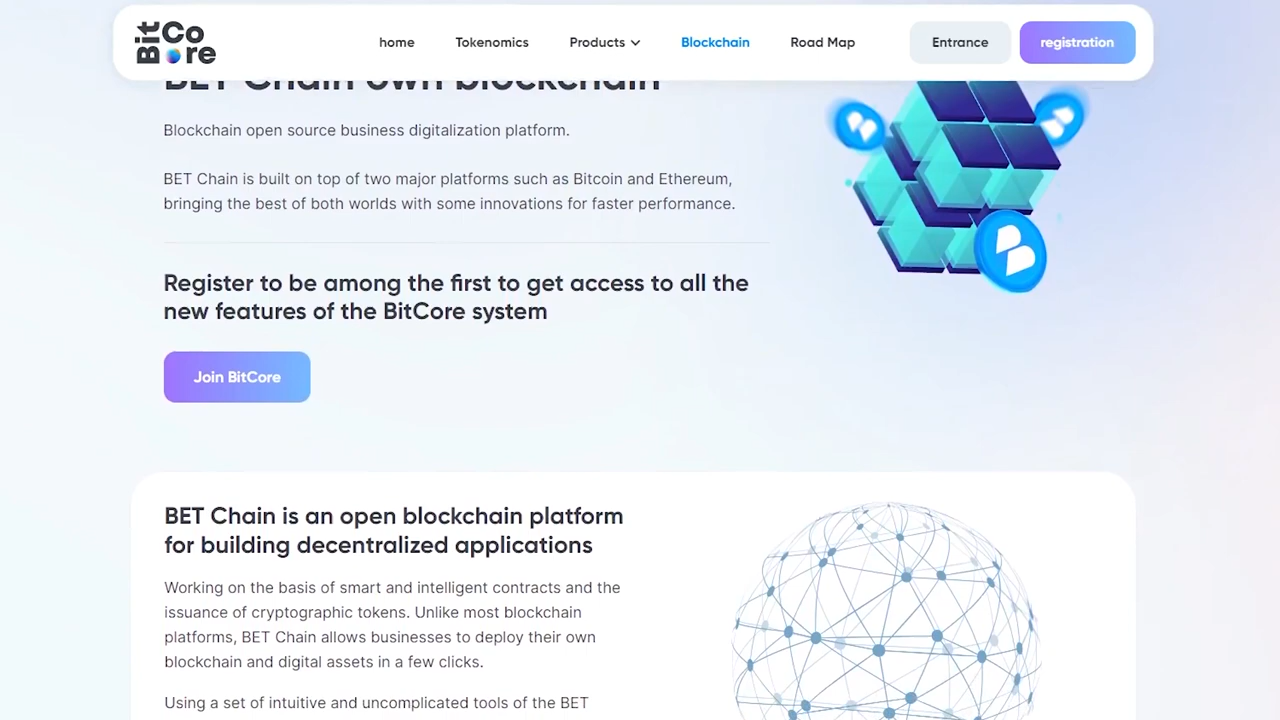 BitCore
home Tokenomics Products Blockchain Road Map Entrance registration
BET Chain own blockchain
Blockchain open source business digitalization platform.
BET Chain is built on top of two major platforms such as Bitcoin and Ethereum,
bringing the best of both worlds with some innovations for faster performance.
Register to be among the first to get access to all the
new features of the BitCore system
Join BitCore
BET Chain is an open blockchain platform
for building decentralized applications
Working on the basis of smart and intelligent contracts and the
issuance of cryptographic tokens. Unlike most blockchain
platforms, BET Chain allows businesses to deploy their own
blockchain and digital assets in a few clicks.
Using a set of intuitive and uncomplicated tools of the BET